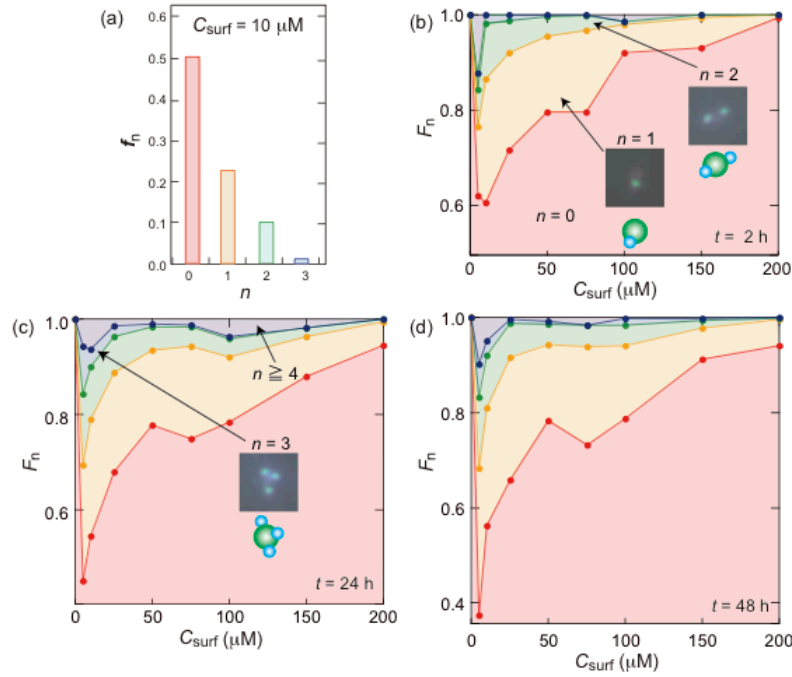 (a)
C_surf = 10 μM
f_n
0.6
0.5
0.4
0.3
0.2
0.1
0.0
0 1 2 3
n
(b)
F_n
1.0
0.8
0.6
n = 2
n = 1
n = 0
t = 2 h
0 50 100 150 200
C_surf (μM)
(c)
F_n
1.0
0.8
0.6
n ≧ 4
n = 3
t = 24 h
0 50 100 150 200
C_surf (μM)
(d)
F_n
1.0
0.8
0.6
0.4
t = 48 h
0 50 100 150 200
C_surf (μM)